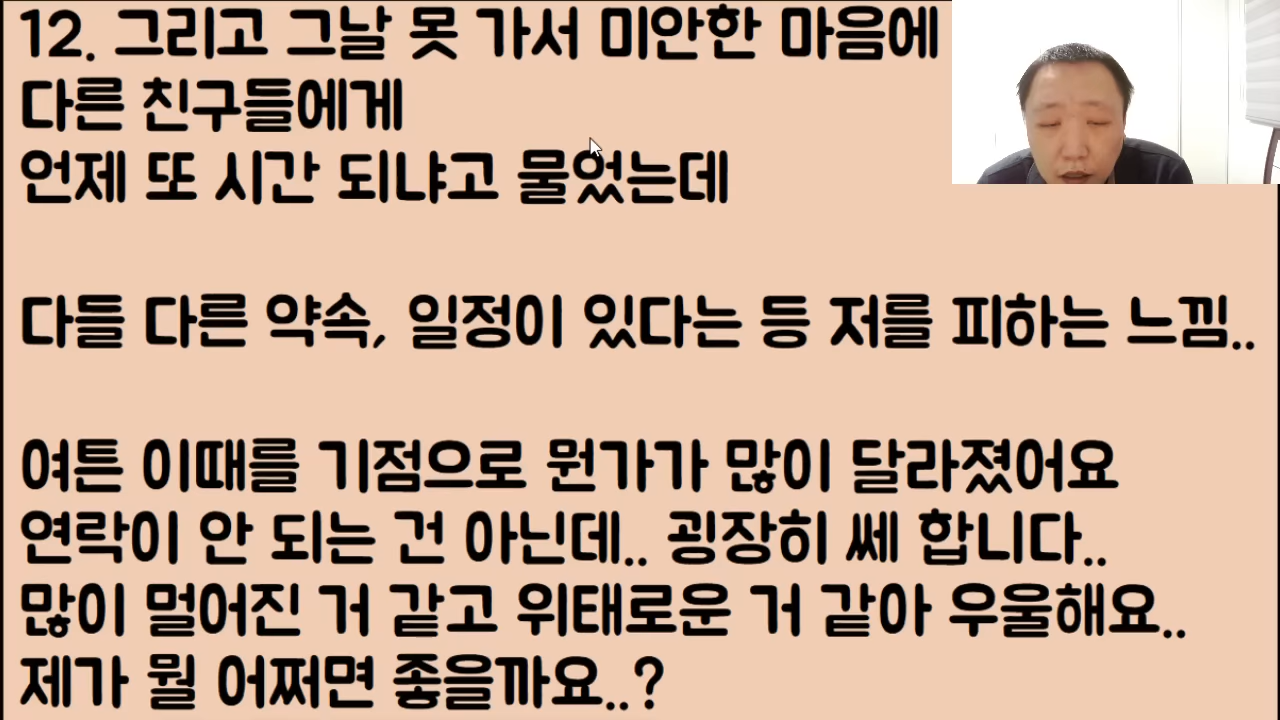 12. 그리고 그날 못 가서 미안한 마음에
다른 친구들에게
언제 또 시간 되냐고 물었는데
다들 다른 약속, 일정이 있다는 등 저를 피하는 느낌..
여튼 이때를 기점으로 뭔가가 많이 달라졌어요
연락이 안 되는 건 아닌데.. 굉장히 쎄 합니다..
많이 멀어진 거 같고 위태로운 거 같아 우울해요..
제가 뭘 어쩌면 좋을까요..?